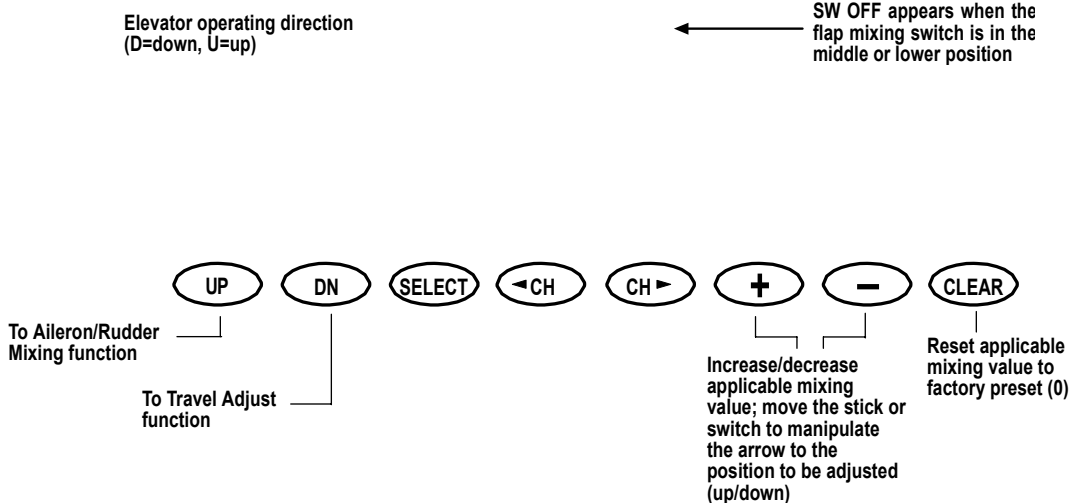 Elevator operating direction
(D=down, U=up)
SW OFF appears when the
flap mixing switch is in the
middle or lower position
UP
DN
SELECT
◄CH
CH►
+
−
CLEAR
To Aileron/Rudder
Mixing function
To Travel Adjust
function
Increase/decrease
applicable mixing
value; move the stick or
switch to manipulate
the arrow to the
position to be adjusted
(up/down)
Reset applicable
mixing value to
factory preset (0)